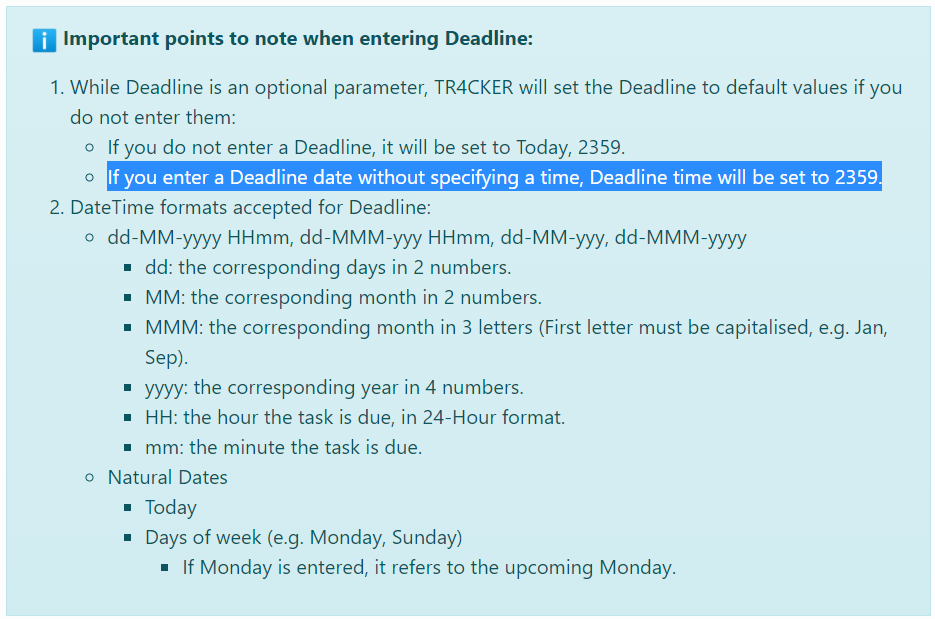 Important points to note when entering Deadline:
1. While Deadline is an optional parameter, TR4CKER will set the Deadline to default values if you
do not enter them:
If you do not enter a Deadline, it will be set to Today, 2359.
If you enter a Deadline date without specifying a time, Deadline time will be set to 2359.
2. DateTime formats accepted for Deadline:
dd-MM-yyyy HHmm, dd-MMM-yyy HHmm, dd-MM-yyy, dd-MMM-yyyy
dd: the corresponding days in 2 numbers.
MM: the corresponding month in 2 numbers.
MMM: the corresponding month in 3 letters (First letter must be capitalised, e.g. Jan,
Sep).
yyyy: the corresponding year in 4 numbers.
HH: the hour the task is due, in 24-Hour format.
mm: the minute the task is due.
Natural Dates
Today
Days of week (e.g. Monday, Sunday)
If Monday is entered, it refers to the upcoming Monday.